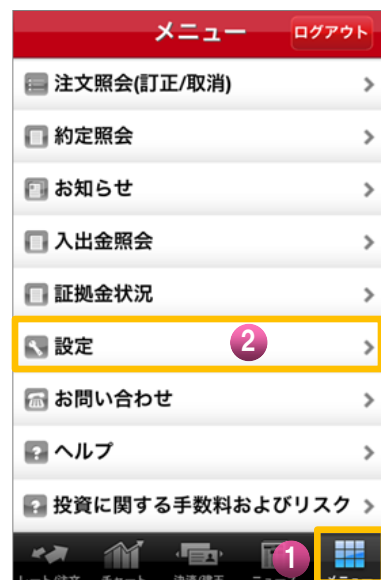 メニュー
ログアウト
注文照会(訂正/取消)
約定照会
お知らせ
入出金照会
証拠金状況
設定
2
お問い合わせ
ヘルプ
投資に関する手数料およびリスク
1